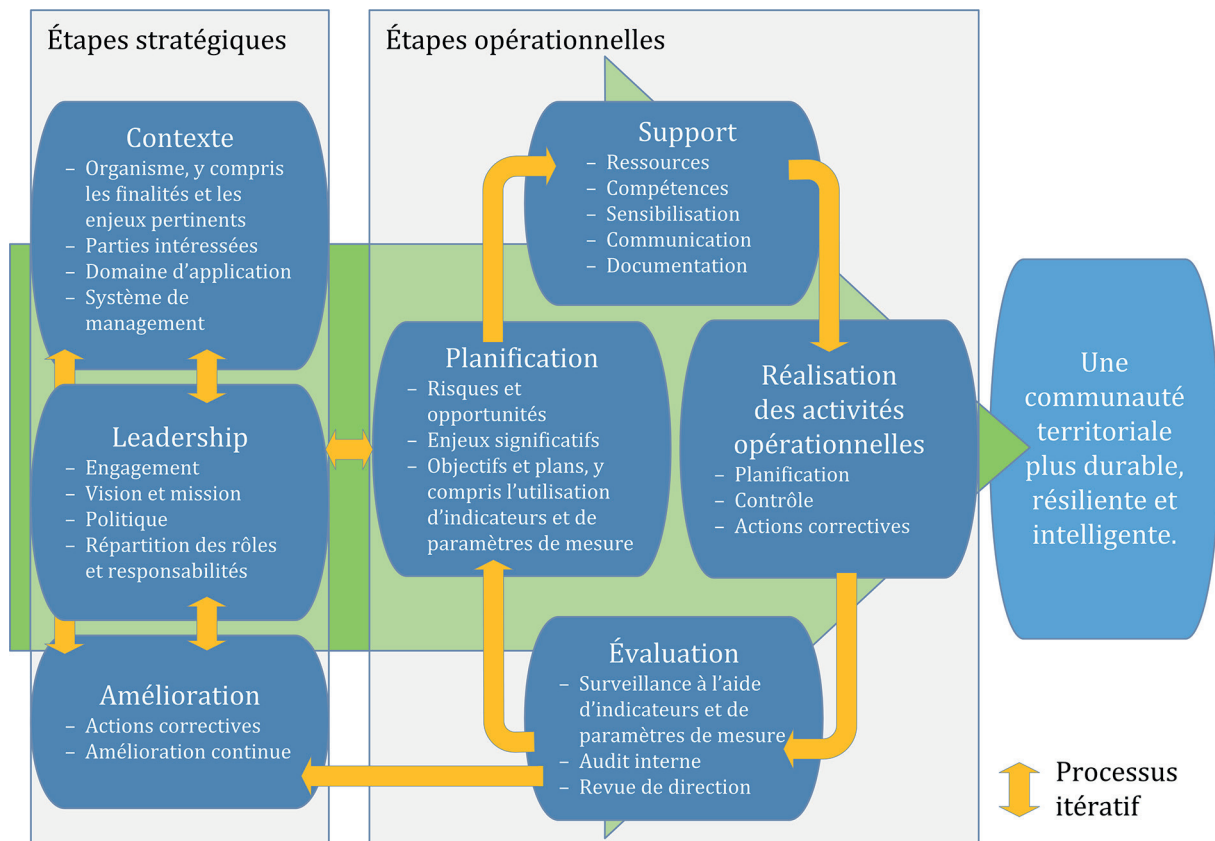 Étapes stratégiques
Contexte
– Organisme, y compris
les finalités et les
enjeux pertinents
– Parties intéressées
– Domaine d’application
– Système de
management
Leadership
– Engagement
– Vision et mission
– Politique
– Répartition des rôles
et responsabilités
Amélioration
– Actions correctives
– Amélioration continue
Étapes opérationnelles
Support
– Ressources
– Compétences
– Sensibilisation
– Communication
– Documentation
Planification
– Risques et
opportunités
– Enjeux significatifs
– Objectifs et plans, y
compris l’utilisation
d’indicateurs et de
paramètres de mesure
Réalisation
des activités
opérationnelles
– Planification
– Contrôle
– Actions correctives
Évaluation
– Surveillance à l’aide
d’indicateurs et de
paramètres de mesure
– Audit interne
– Revue de direction
Une
communauté
territoriale
plus durable,
résiliente et
intelligente.
Processus
itératif